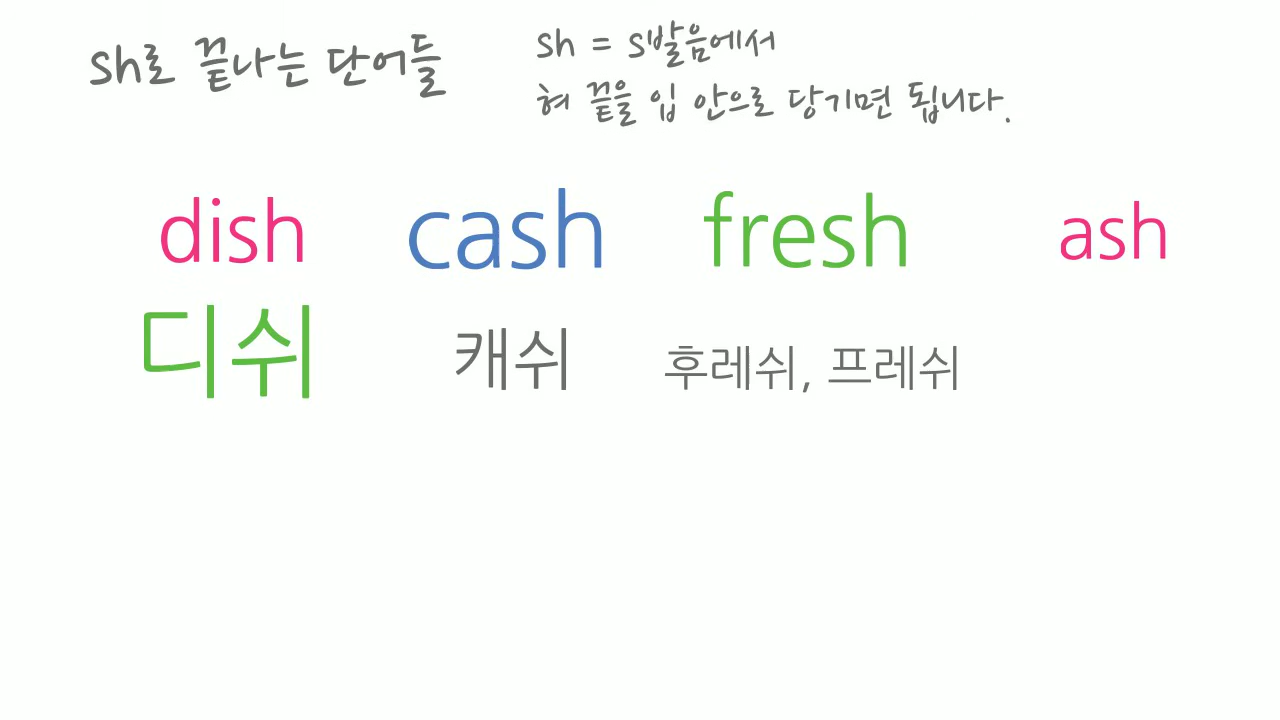 sh로 끝나는 단어들
sh = s발음에서
혀 끝을 입 안으로 당기면 됩니다.
dish cash fresh ash
디쉬 캐쉬 후레쉬, 프레쉬